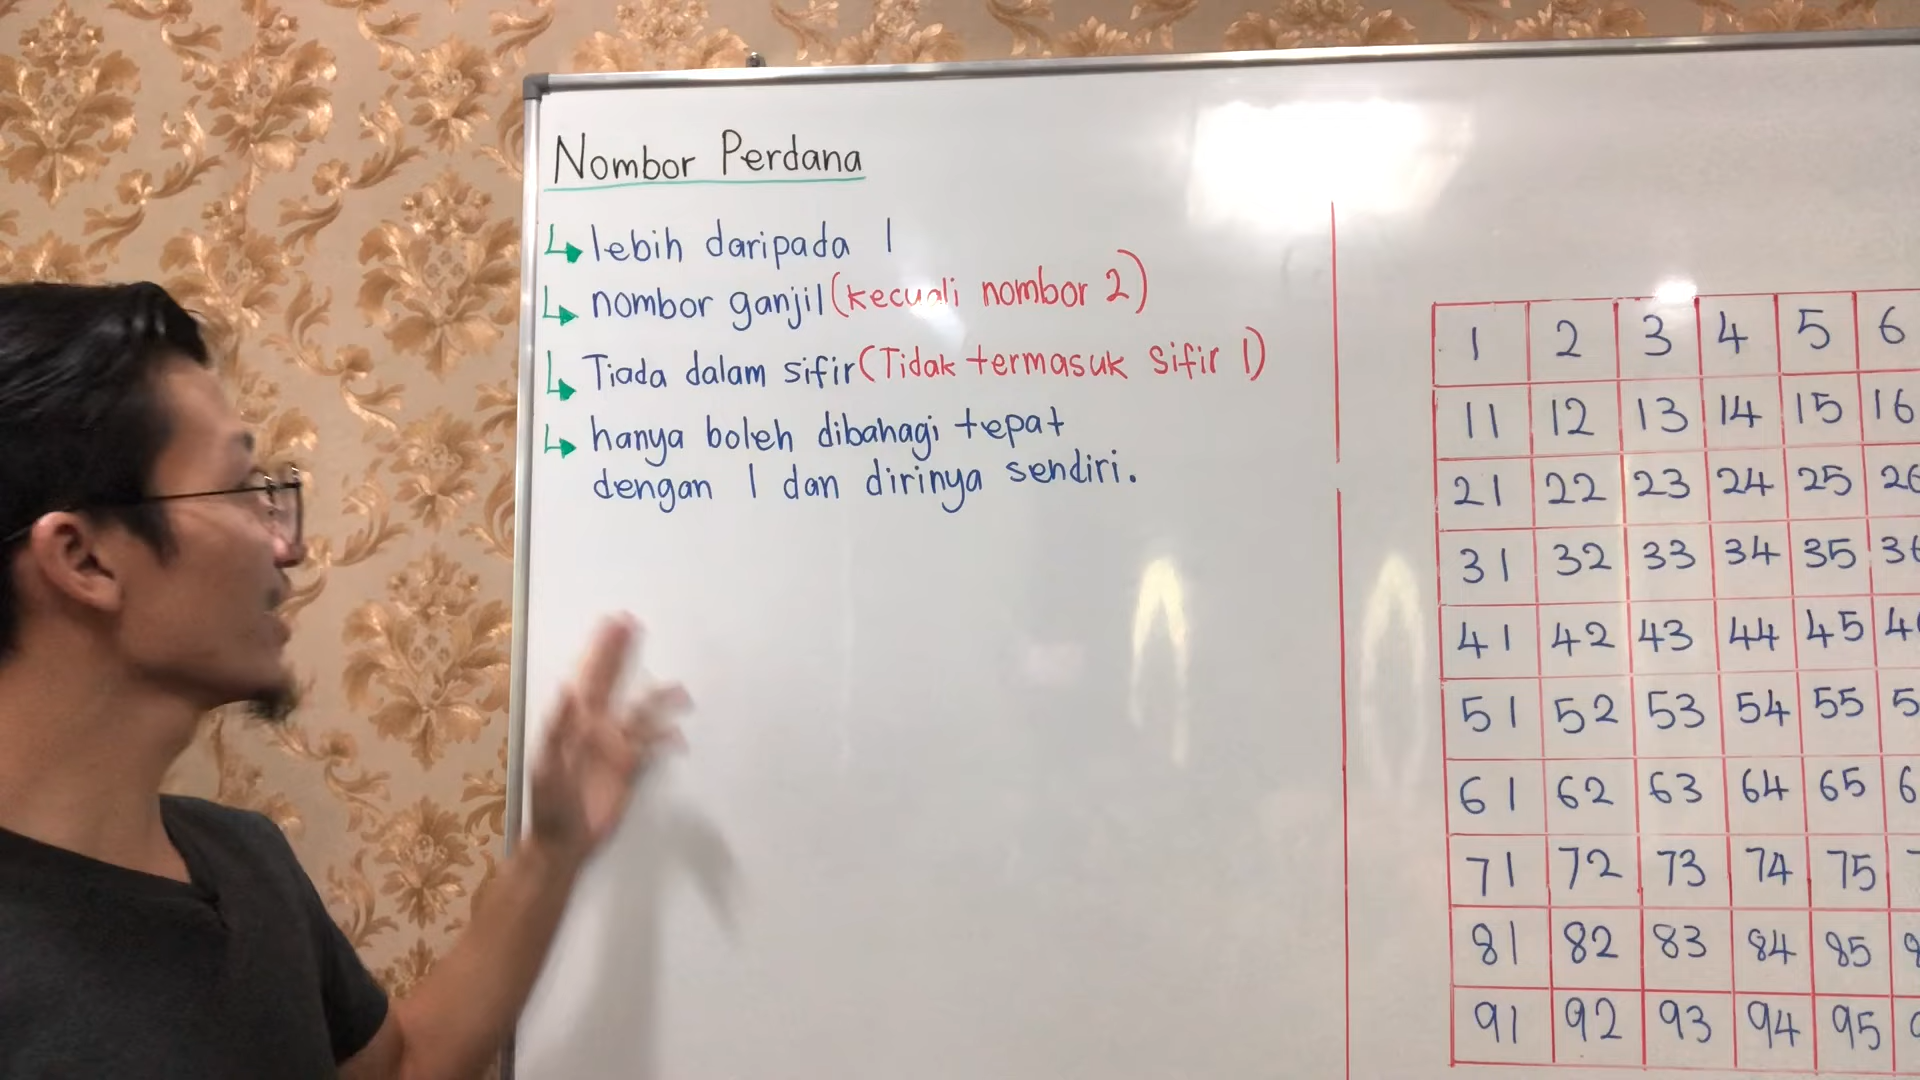 Nombor Perdana
↳ lebih daripada 1
↳ nombor ganjil (kecuali nombor 2)
↳ Tiada dalam sifir (Tidak termasuk sifir 1)
↳ hanya boleh dibahagi tepat
dengan 1 dan dirinya sendiri.
1 2 3 4 5 6
11 12 13 14 15 16
21 22 23 24 25
31 32 33 34 35
41 42 43 44 45
51 52 53 54 55
61 62 63 64 65
71 72 73 74 75
81 82 83 84 85
91 92 93 94 95